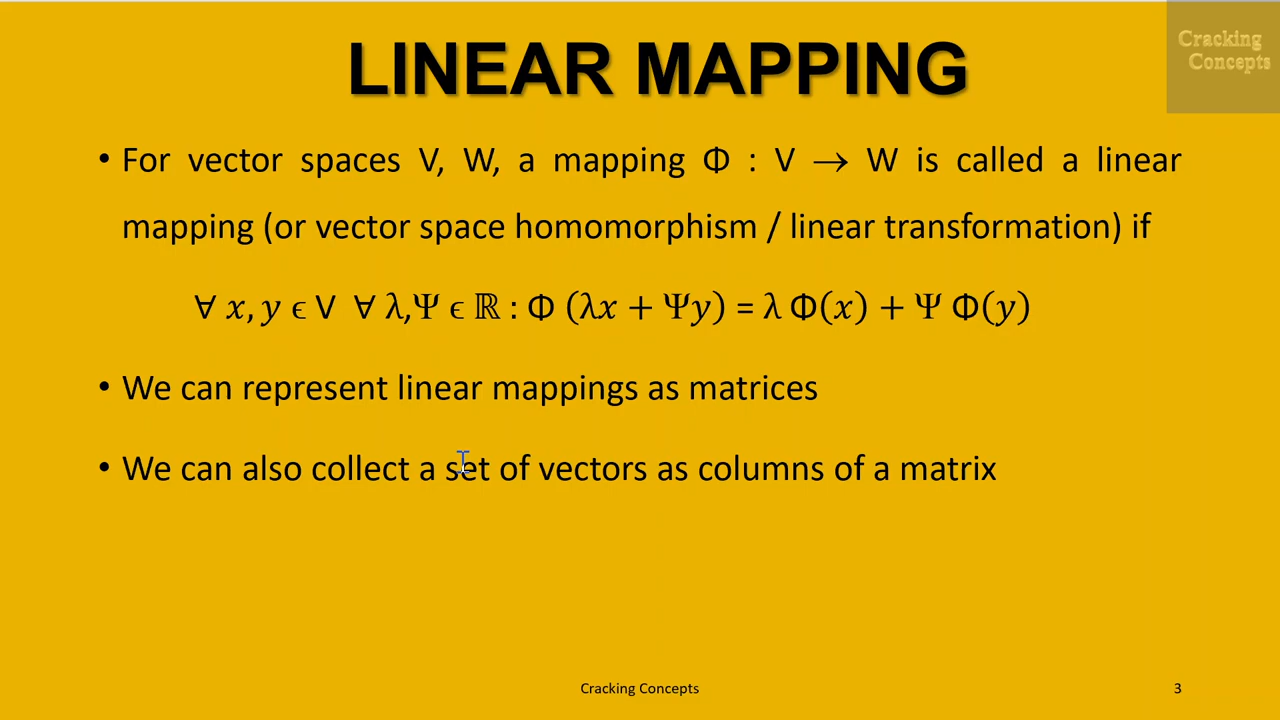 Cracking
Concepts
LINEAR MAPPING
• For vector spaces V, W, a mapping Φ : V → W is called a linear
mapping (or vector space homomorphism / linear transformation) if
∀ x, y ϵ V ∀ λ,Ψ ϵ ℝ : Φ (λx + Ψy) = λ Φ(x) + Ψ Φ(y)
• We can represent linear mappings as matrices
• We can also collect a set of vectors as columns of a matrix
Cracking Concepts
3